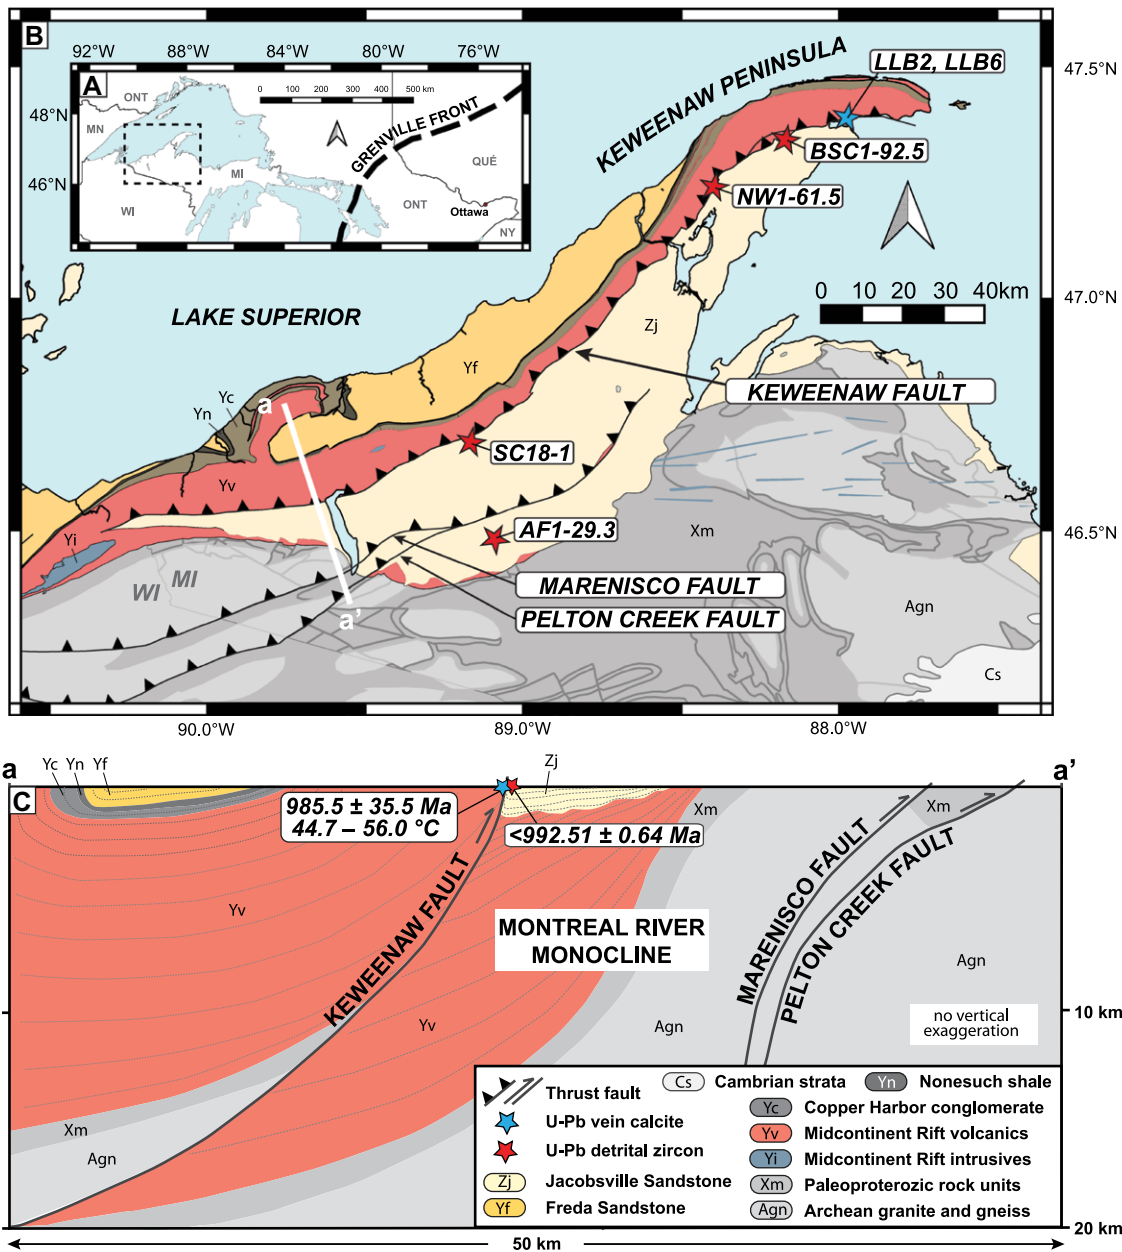 B
92°W 88°W 84°W 80°W 76°W
A
48°N
46°N
ONT
MN
WI
MI
0 100 200 300 400 500 km
GRENVILLE FRONT
QUÉ
ONT
Ottawa
NY
KEWEENAW PENINSULA
LLB2, LLB6
47.5°N
BSC1-92.5
NW1-61.5
0 10 20 30 40km
47.0°N
LAKE SUPERIOR
Zj
Yf
KEWEENAW FAULT
Yc
Yn
a
SC18-1
Yv
AF1-29.3
46.5°N
Xm
Yi
MARENISCO FAULT
WI MI
PELTON CREEK FAULT
a'
Agn
Cs
90.0°W 89.0°W 88.0°W
a
a'
Yc Yn Yf
Zj
C
985.5 ± 35.5 Ma
44.7 – 56.0 °C
<992.51 ± 0.64 Ma
Xm
Xm
KEWEENAW FAULT
MARENISCO FAULT
PELTON CREEK FAULT
Yv
MONTREAL RIVER
MONOCLINE
Agn
Yv
Agn
no vertical
exaggeration
10 km
Xm
Agn
Thrust fault
U-Pb vein calcite
U-Pb detrital zircon
Zj Jacobsville Sandstone
Yf Freda Sandstone
Cs Cambrian strata
Yn Nonesuch shale
Yc Copper Harbor conglomerate
Yv Midcontinent Rift volcanics
Yi Midcontinent Rift intrusives
Xm Paleoproterozic rock units
Agn Archean granite and gneiss
20 km
50 km